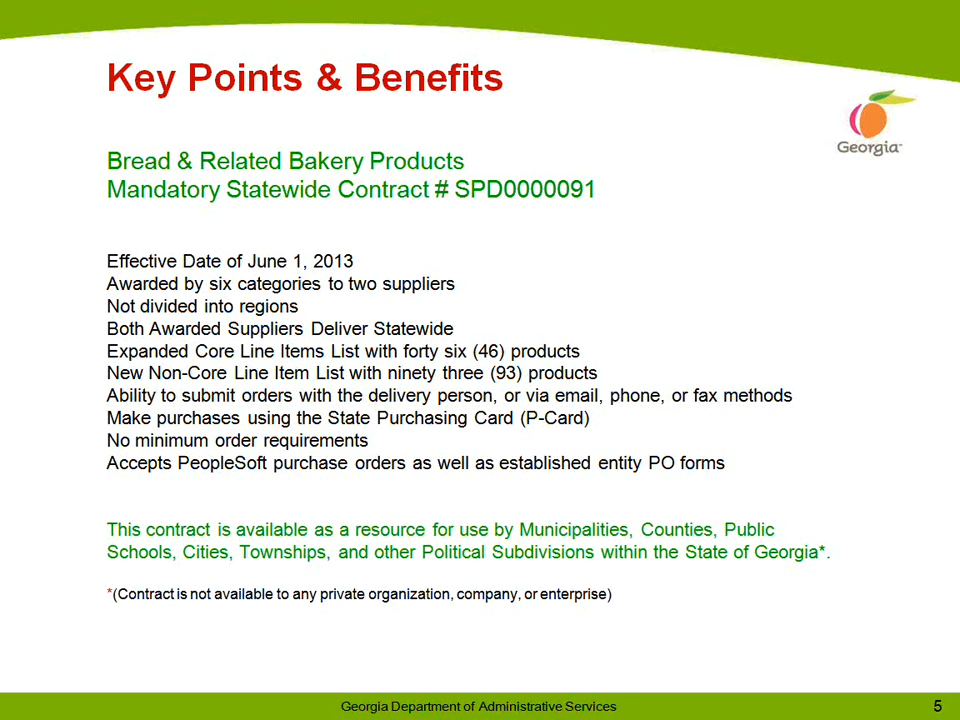 Key Points & Benefits
Georgia™
Bread & Related Bakery Products
Mandatory Statewide Contract # SPD0000091
Effective Date of June 1, 2013
Awarded by six categories to two suppliers
Not divided into regions
Both Awarded Suppliers Deliver Statewide
Expanded Core Line Items List with forty six (46) products
New Non-Core Line Item List with ninety three (93) products
Ability to submit orders with the delivery person, or via email, phone, or fax methods
Make purchases using the State Purchasing Card (P-Card)
No minimum order requirements
Accepts PeopleSoft purchase orders as well as established entity PO forms
This contract is available as a resource for use by Municipalities, Counties, Public
Schools, Cities, Townships, and other Political Subdivisions within the State of Georgia*.
*(Contract is not available to any private organization, company, or enterprise)
Georgia Department of Administrative Services
5